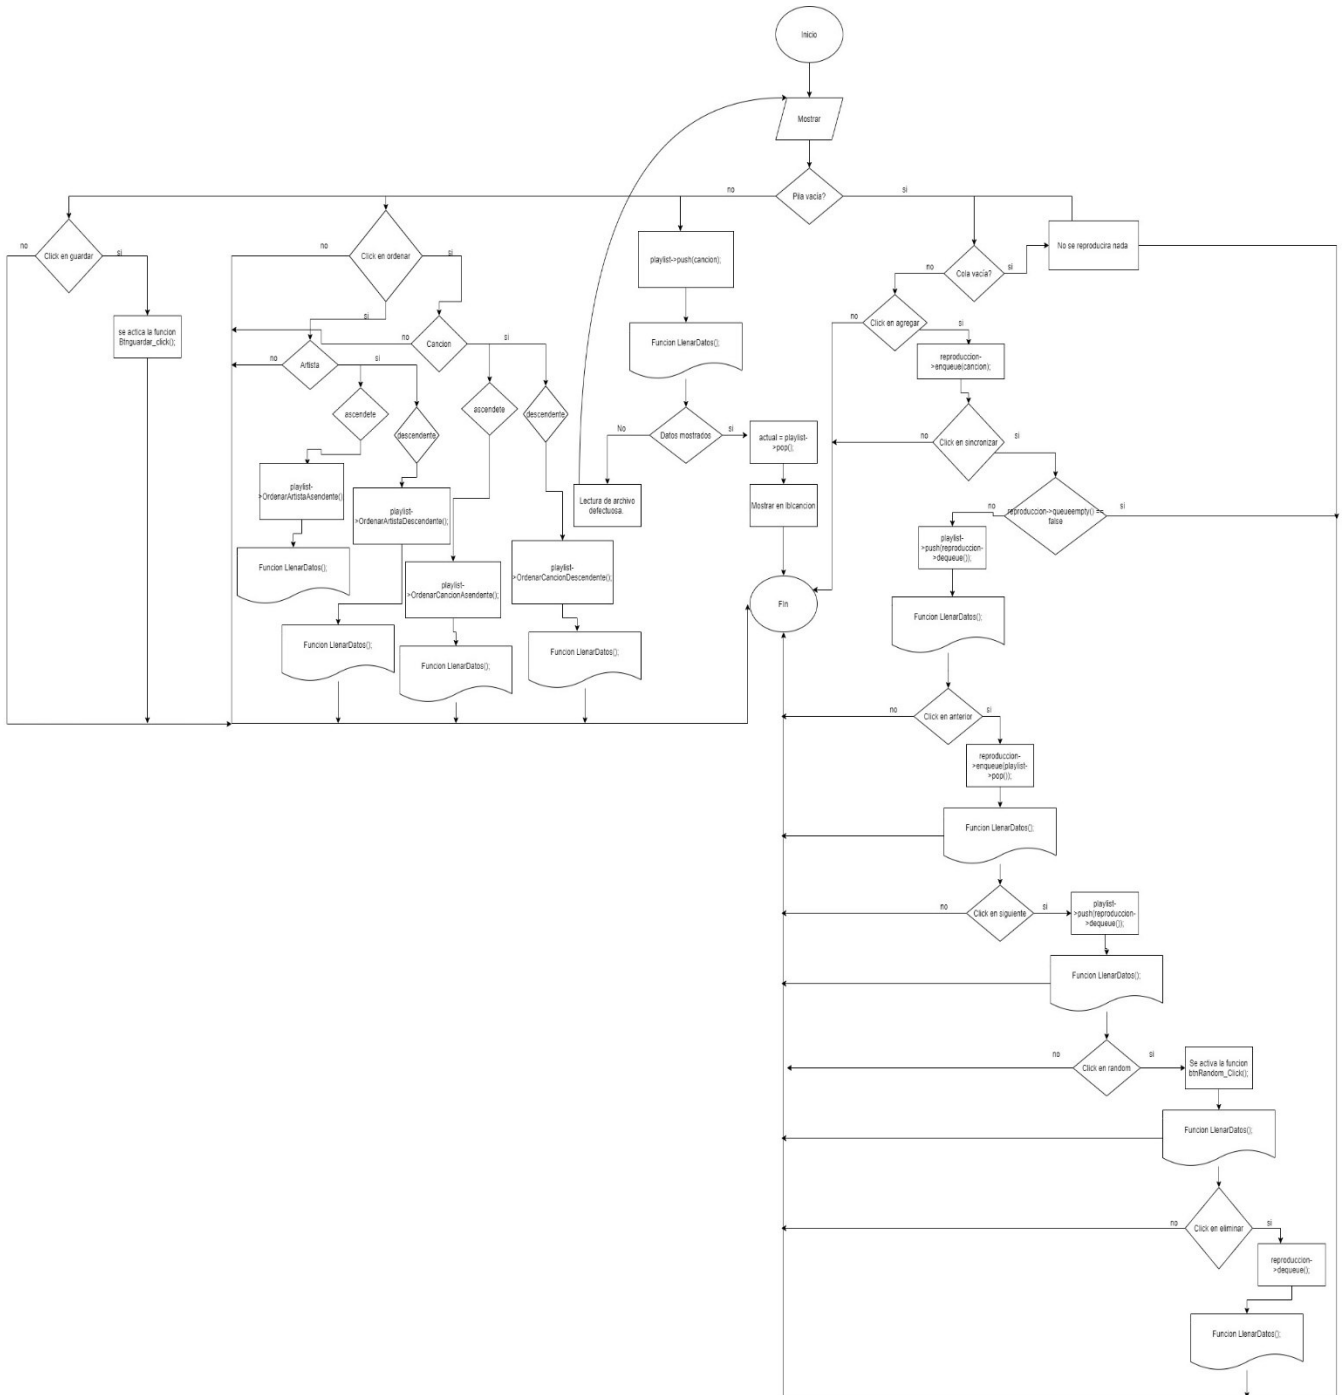 Inicio
Mostrar
Pila vacía?
no
si
Click en guardar
no
si
se actica la funcion
Btnguardar_click();
Click en ordenar
no
si
si
Cancion
no
si
Artista
no
si
ascendete
descendente
ascendete
descendente
playlist-
>OrdenarArtistaAsendente()
Funcion LlenarDatos();
playlist-
>OrdenarArtistaDescendente();
Funcion LlenarDatos();
playlist-
>OrdenarCancionAsendente();
Funcion LlenarDatos();
playlist-
>OrdenarCancionDescendente();
Funcion LlenarDatos();
playlist->push(cancion);
Funcion LlenarDatos();
Datos mostrados
No
si
Lectura de archivo
defectuosa.
actual = playlist-
>pop();
Mostrar en lblcancion
Fin
Cola vacía?
no
si
No se reproducira nada
Click en agregar
no
si
reproduccion-
>enqueue(cancion);
Click en sincronizar
no
si
reproduccion->queueempty() ==
false
no
si
playlist-
>push(reproduccion-
>dequeue());
Funcion LlenarDatos();
Click en anterior
no
si
reproduccion-
>enqueue(playlist-
>pop());
Funcion LlenarDatos();
Click en siguiente
no
si
playlist-
>push(reproduccion-
>dequeue());
Funcion LlenarDatos();
Click en random
no
si
Se activa la funcion
btnRandom_Click();
Funcion LlenarDatos();
Click en eliminar
no
si
reproduccion-
>dequeue();
Funcion LlenarDatos();